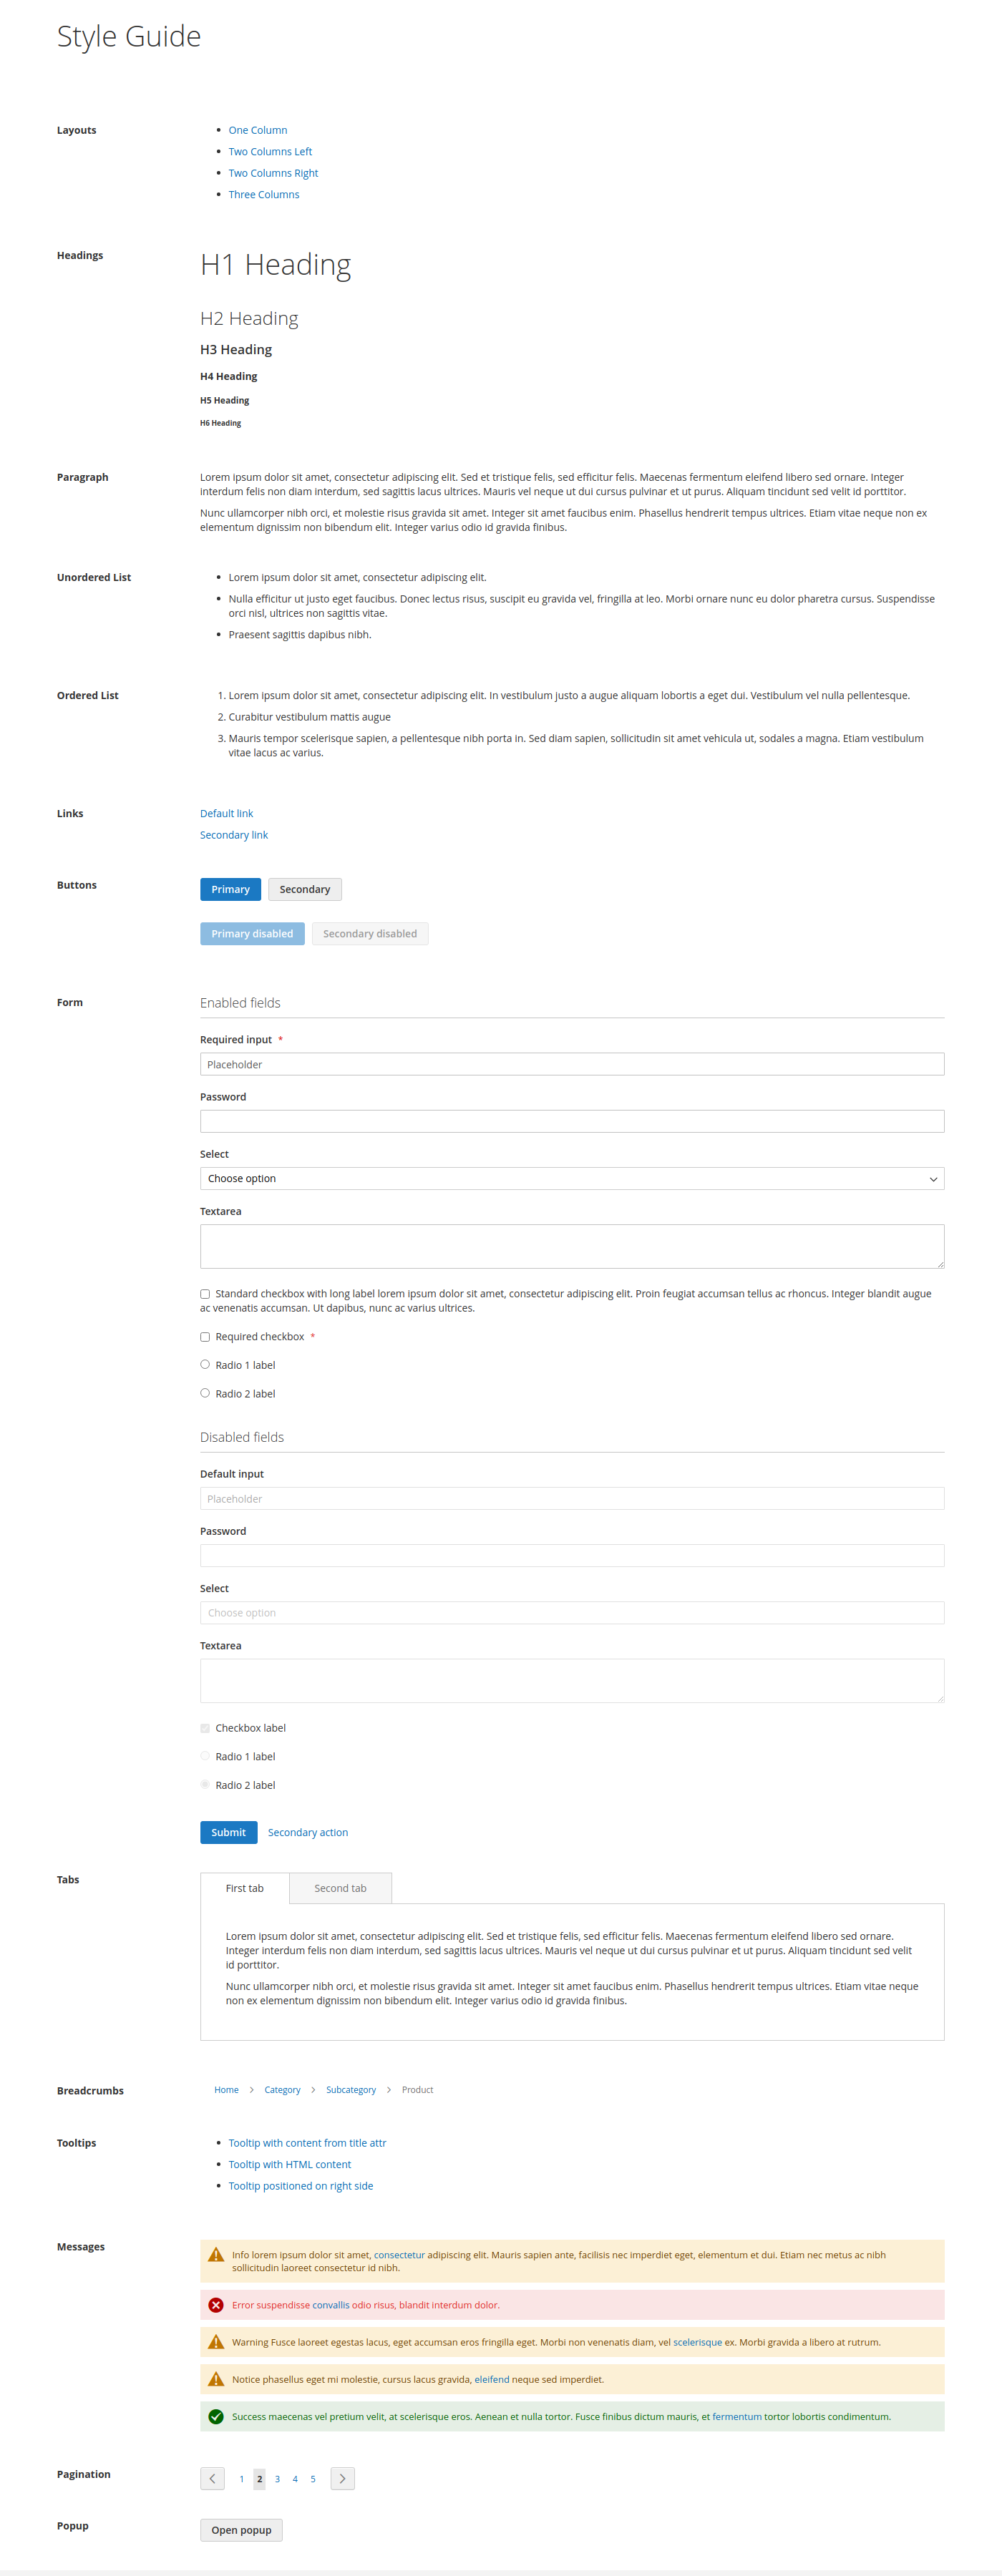 Style Guide
Layouts
One Column
Two Columns Left
Two Columns Right
Three Columns
Headings
H1 Heading
H2 Heading
H3 Heading
H4 Heading
H5 Heading
H6 Heading
Paragraph
Lorem ipsum dolor sit amet, consectetur adipiscing elit. Sed et tristique felis, sed efficitur felis. Maecenas fermentum eleifend libero sed ornare. Integer
interdum felis non diam interdum, sed sagittis lacus ultrices. Mauris vel neque ut dui cursus pulvinar et ut purus. Aliquam tincidunt sed velit id porttitor.
Nunc ullamcorper nibh orci, et molestie risus gravida sit amet. Integer sit amet faucibus enim. Phasellus hendrerit tempus ultrices. Etiam vitae neque non ex
elementum dignissim non bibendum elit. Integer varius odio id gravida finibus.
Unordered List
Lorem ipsum dolor sit amet, consectetur adipiscing elit.
Nulla efficitur ut justo eget faucibus. Donec lectus risus, suscipit eu gravida vel, fringilla at leo. Morbi ornare nunc eu dolor pharetra cursus. Suspendisse
orci nisl, ultrices non sagittis vitae.
Praesent sagittis dapibus nibh.
Ordered List
1. Lorem ipsum dolor sit amet, consectetur adipiscing elit. In vestibulum justo a augue aliquam lobortis a eget dui. Vestibulum vel nulla pellentesque.
2. Curabitur vestibulum mattis augue
3. Mauris tempor scelerisque sapien, a pellentesque nibh porta in. Sed diam sapien, sollicitudin sit amet vehicula ut, sodales a magna. Etiam vestibulum
vitae lacus ac varius.
Links
Default link
Secondary link
Buttons
Primary Secondary
Primary disabled Secondary disabled
Form
Enabled fields
Required input *
Placeholder
Password
Select
Choose option
Textarea
Standard checkbox with long label lorem ipsum dolor sit amet, consectetur adipiscing elit. Proin feugiat accumsan tellus ac rhoncus. Integer blandit augue
ac venenatis accumsan. Ut dapibus, nunc ac varius ultrices.
Required checkbox *
Radio 1 label
Radio 2 label
Disabled fields
Default input
Placeholder
Password
Select
Choose option
Textarea
Checkbox label
Radio 1 label
Radio 2 label
Submit Secondary action
Tabs
First tab Second tab
Lorem ipsum dolor sit amet, consectetur adipiscing elit. Sed et tristique felis, sed efficitur felis. Maecenas fermentum eleifend libero sed ornare.
Integer interdum felis non diam interdum, sed sagittis lacus ultrices. Mauris vel neque ut dui cursus pulvinar et ut purus. Aliquam tincidunt sed velit
id porttitor.
Nunc ullamcorper nibh orci, et molestie risus gravida sit amet. Integer sit amet faucibus enim. Phasellus hendrerit tempus ultrices. Etiam vitae neque
non ex elementum dignissim non bibendum elit. Integer varius odio id gravida finibus.
Breadcrumbs
Home Category Subcategory Product
Tooltips
Tooltip with content from title attr
Tooltip with HTML content
Tooltip positioned on right side
Messages
Info lorem ipsum dolor sit amet, consectetur adipiscing elit. Mauris sapien ante, facilisis nec imperdiet eget, elementum et dui. Etiam nec metus ac nibh
sollicitudin laoreet consectetur id nibh.
Error suspendisse convallis odio risus, blandit interdum dolor.
Warning Fusce laoreet egestas lacus, eget accumsan eros fringilla eget. Morbi non venenatis diam, vel scelerisque ex. Morbi gravida a libero at rutrum.
Notice phasellus eget mi molestie, cursus lacus gravida, eleifend neque sed imperdiet.
Success maecenas vel pretium velit, at scelerisque eros. Aenean et nulla tortor. Fusce finibus dictum mauris, et fermentum tortor lobortis condimentum.
Pagination
1 2 3 4 5
Popup
Open popup